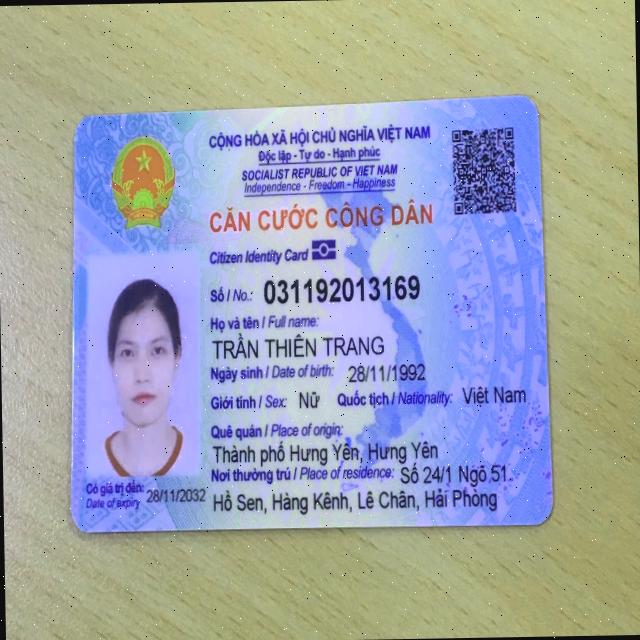 CỘNG HÒA XÃ HỘI CHỦ NGHĨA VIỆT NAM
Độc lập - Tự do - Hạnh phúc
SOCIALIST REPUBLIC OF VIET NAM
Independence - Freedom - Happiness
CĂN CƯỚC CÔNG DÂN
Citizen Identity Card
Số / No.: 031192013169
Họ và tên / Full name:
TRẦN THIÊN TRANG
Ngày sinh / Date of birth: 28/11/1992
Giới tính / Sex: Nữ Quốc tịch / Nationality: Việt Nam
Quê quán / Place of origin:
Thành phố Hưng Yên, Hưng Yên
Nơi thường trú / Place of residence: Số 24/1 Ngõ 51.
Hồ Sen, Hàng Kênh, Lê Chân, Hải Phòng
Có giá trị đến: 28/11/2032
Date of expiry